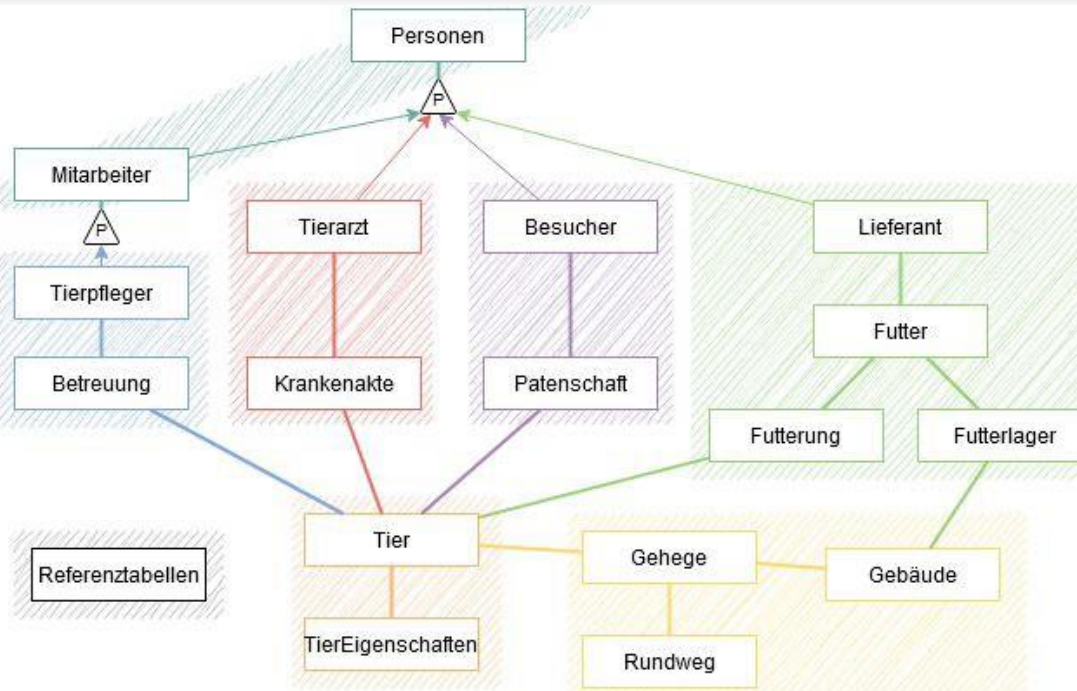 Personen
P
Mitarbeiter
P
Tierarzt
Besucher
Lieferant
Tierpfleger
Futter
Betreuung
Krankenakte
Patenschaft
Futterung
Futterlager
Tier
Gehege
Gebäude
Referenztabellen
TierEigenschaften
Rundweg